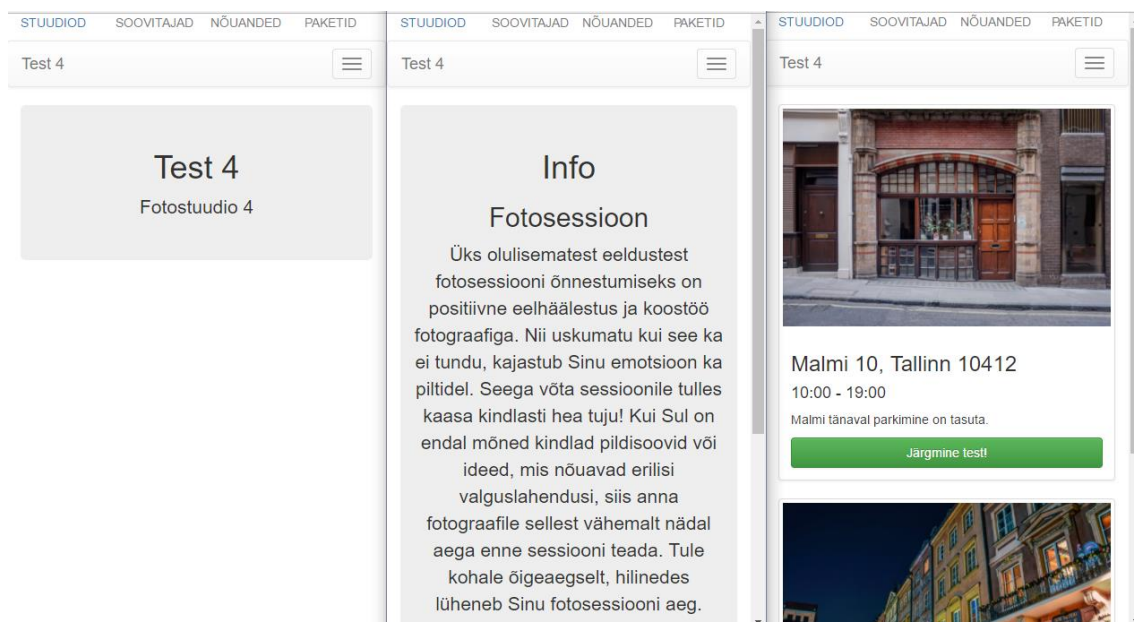 STUUDIOD SOOVITAJAD NÕUANDED PAKETID
Test 4
Test 4
Fotostuudio 4
STUUDIOD SOOVITAJAD NÕUANDED PAKETID
Test 4
Info
Fotosessioon
Üks olulisematest eeldustest
fotosessiooni õnnestumiseks on
positiivne eelhäälestus ja koostöö
fotograafiga. Nii uskumatu kui see ka
ei tundu, kajastub Sinu emotsioon ka
piltidel. Seega võta sessioonile tulles
kaasa kindlasti hea tuju! Kui Sul on
endal mõned kindlad pildisoovid või
ideed, mis nõuavad erilisi
valguslahendusi, siis anna
fotograafile sellest vähemalt nädal
aega enne sessiooni teada. Tule
kohale õigeaegselt, hilinedes
lüheneb Sinu fotosessiooni aeg.
STUUDIOD SOOVITAJAD NÕUANDED PAKETID
Test 4
Malmi 10, Tallinn 10412
10:00 - 19:00
Malmi tänaval parkimine on tasuta.
Järgmine test!